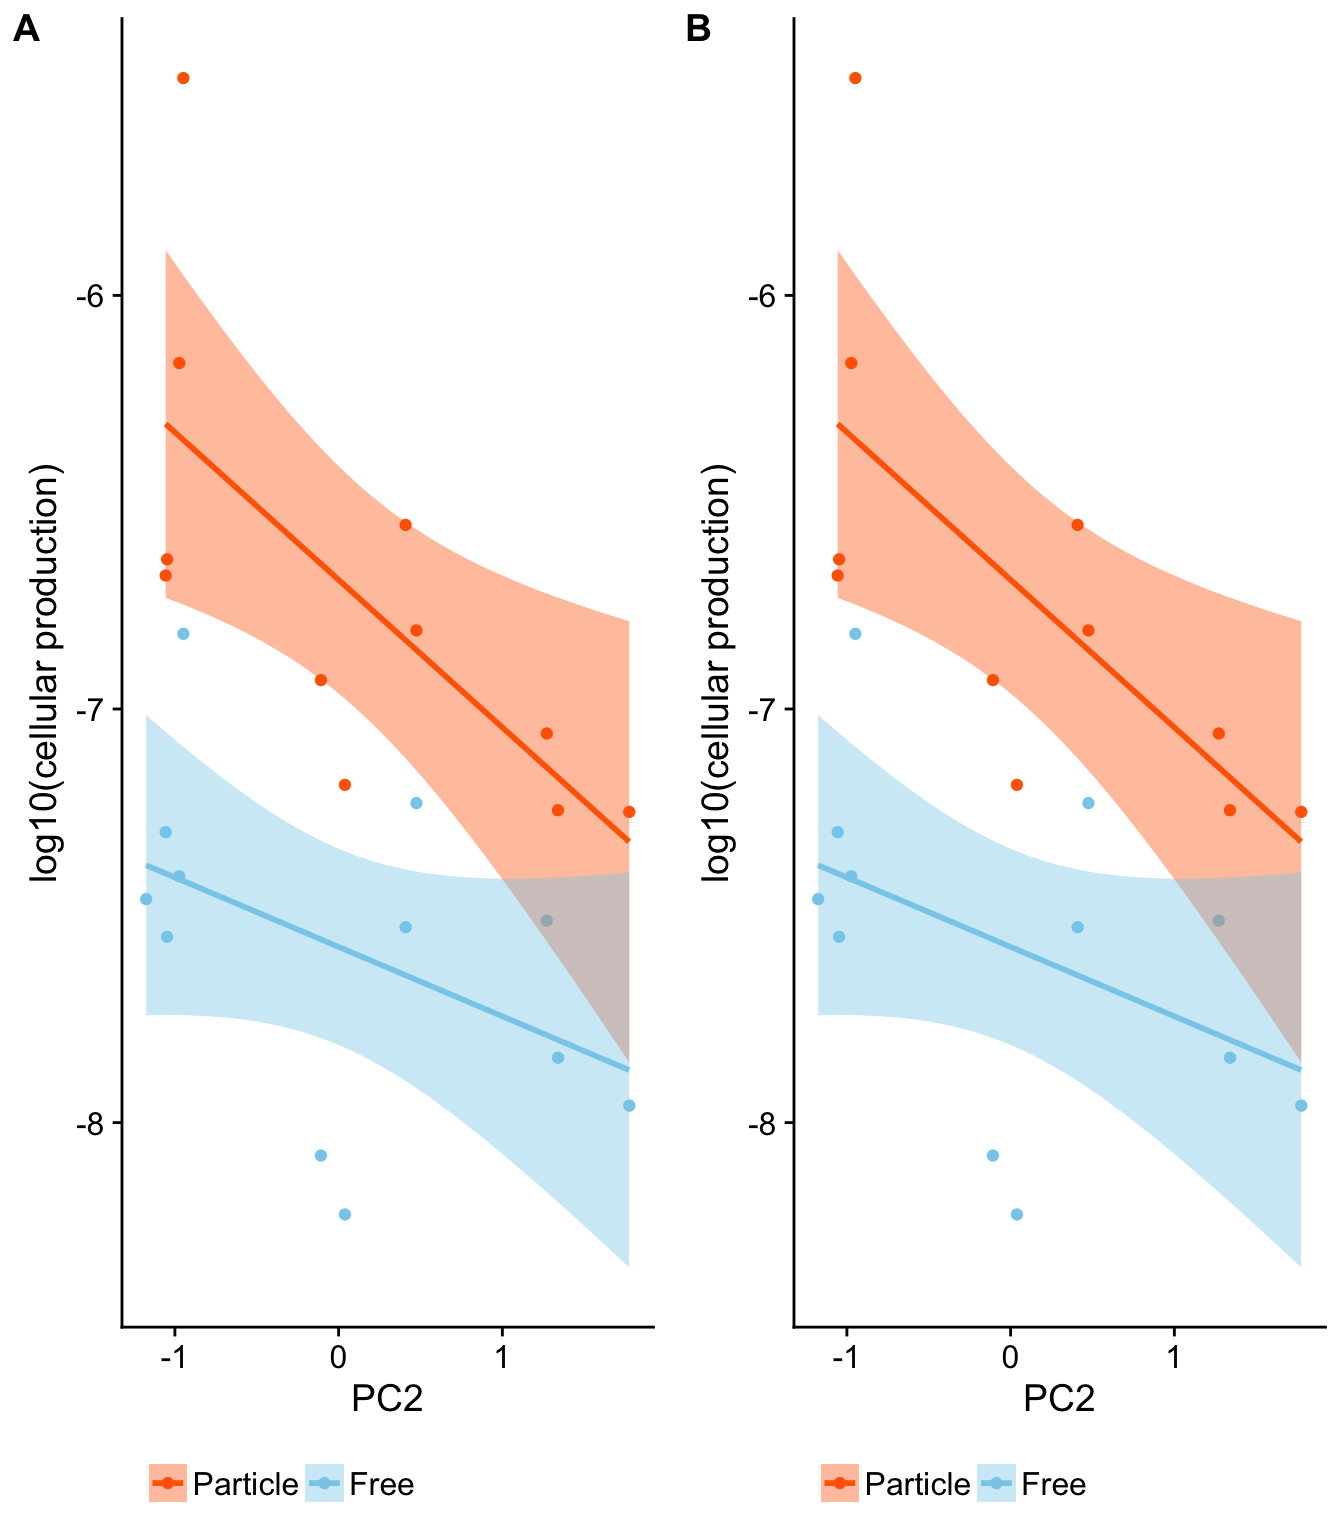 A
log10(cellular production)
-6
-7
-8
-1 0 1
PC2
Particle Free
B
log10(cellular production)
-6
-7
-8
-1 0 1
PC2
Particle Free